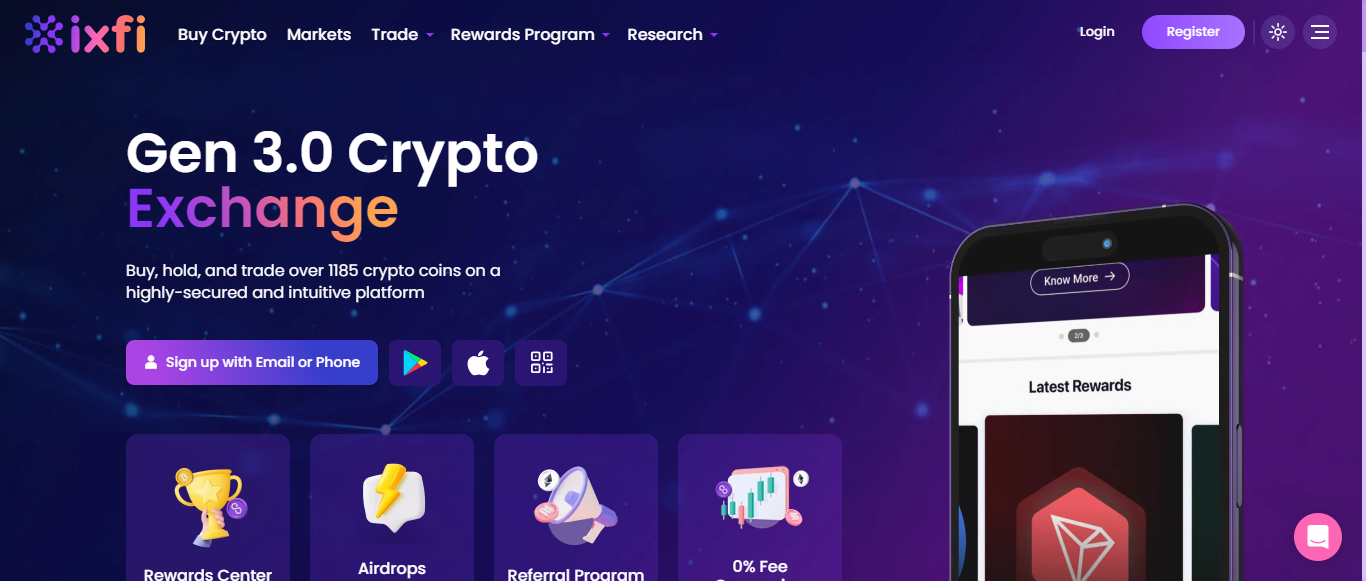 ixfi
Buy Crypto Markets Trade Rewards Program Research Login Register
Gen 3.0 Crypto
Exchange
Buy, hold, and trade over 1185 crypto coins on a
highly-secured and intuitive platform
Sign up with Email or Phone
Know More
2/3
Latest Rewards
Rewards Center
Airdrops
Referral Program
0% Fee